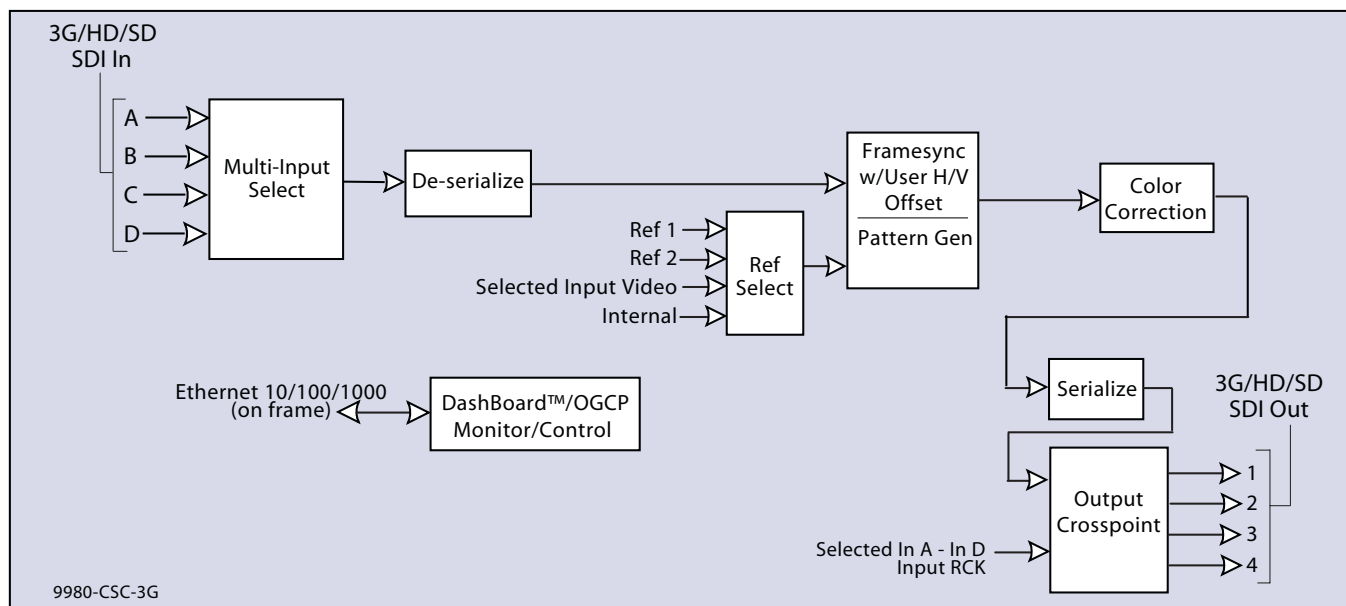 3G/HD/SD
SDI In
A
B
C
D
Multi-Input
Select
De-serialize
Ref 1
Ref 2
Selected Input Video
Internal
Ref
Select
Framesync
w/User H/V
Offset
Pattern Gen
Color
Correction
Ethernet 10/100/1000
(on frame)
DashBoard™/OGCP
Monitor/Control
Serialize
3G/HD/SD
SDI Out
Output
Crosspoint
1
2
3
4
Selected In A - In D
Input RCK
9980-CSC-3G